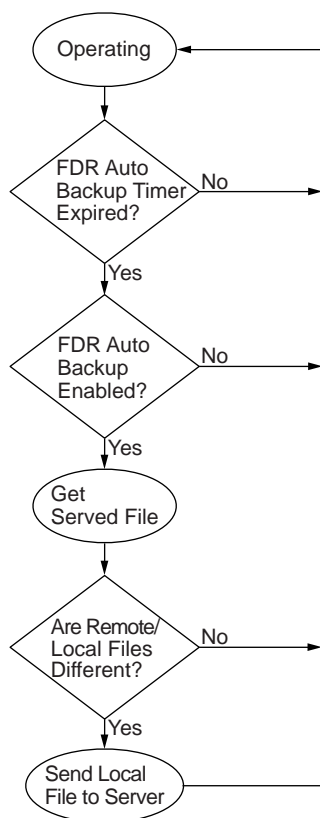 Operating
FDR Auto
Backup Timer
Expired?
No
Yes
FDR Auto
Backup
Enabled?
No
Yes
Get
Served File
Are Remote/
Local Files
Different?
No
Yes
Send Local
File to Server